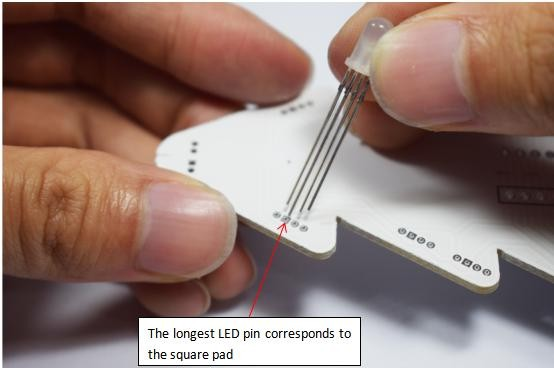 The longest LED pin corresponds to
the square pad